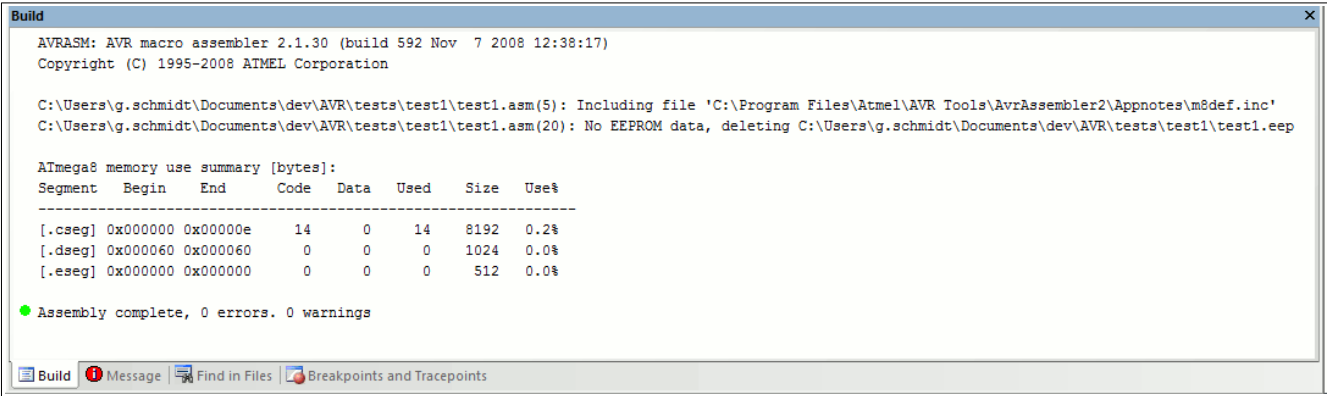 Build
AVRASM: AVR macro assembler 2.1.30 (build 592 Nov  7 2008 12:38:17)
Copyright (C) 1995-2008 ATMEL Corporation
C:\Users\g.schmidt\Documents\dev\AVR\tests\test1\test1.asm(5): Including file 'C:\Program Files\Atmel\AVR Tools\AvrAssembler2\Appnotes\m8def.inc'
C:\Users\g.schmidt\Documents\dev\AVR\tests\test1\test1.asm(20): No EEPROM data, deleting C:\Users\g.schmidt\Documents\dev\AVR\tests\test1\test1.eep
ATmega8 memory use summary [bytes]:
Segment   Begin    End      Code   Data   Used    Size   Use%
---------------------------------------------------------------
[.cseg] 0x000000 0x00000e     14      0     14    8192   0.2%
[.dseg] 0x000060 0x000060      0      0      0    1024   0.0%
[.eseg] 0x000000 0x000000      0      0      0     512   0.0%
Assembly complete, 0 errors. 0 warnings
Build Message Find in Files Breakpoints and Tracepoints